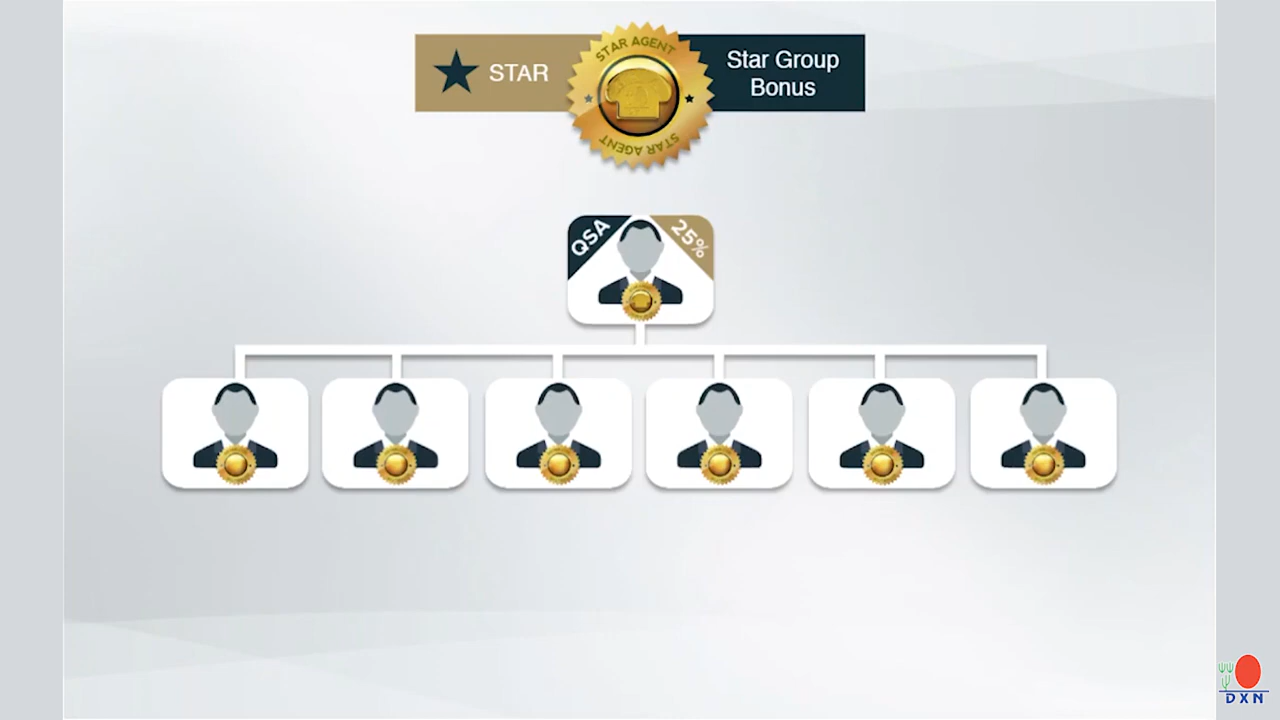 STAR
STAR AGENT
STAR AGENT
Star Group
Bonus
QSA
25%
DXN